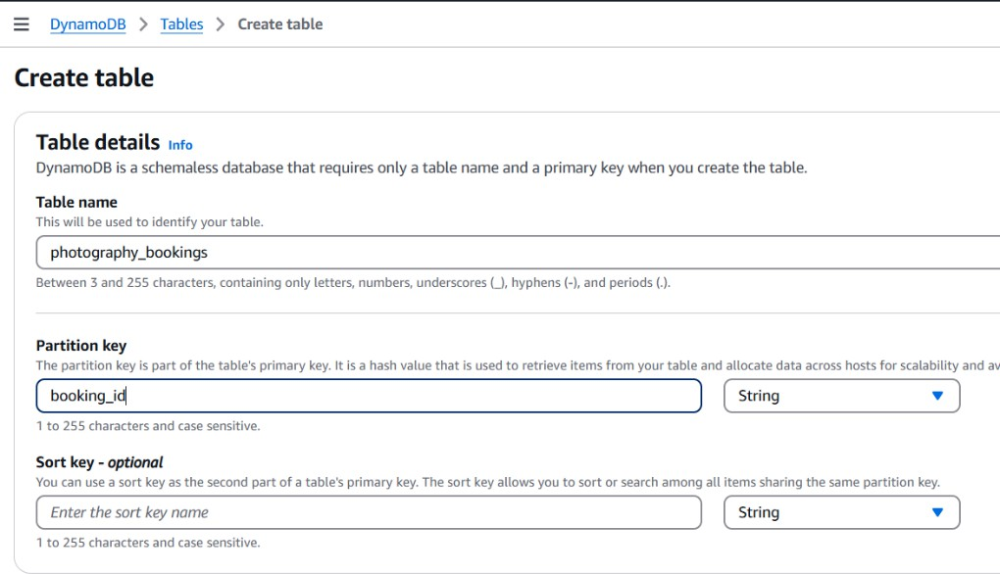 DynamoDB > Tables > Create table
Create table
Table details Info
DynamoDB is a schemaless database that requires only a table name and a primary key when you create the table.
Table name
This will be used to identify your table.
photography_bookings
Between 3 and 255 characters, containing only letters, numbers, underscores (_), hyphens (-), and periods (.).
Partition key
The partition key is part of the table's primary key. It is a hash value that is used to retrieve items from your table and allocate data across hosts for scalability and
booking_id String
1 to 255 characters and case sensitive.
Sort key - optional
You can use a sort key as the second part of a table's primary key. The sort key allows you to sort or search among all items sharing the same partition key.
Enter the sort key name String
1 to 255 characters and case sensitive.